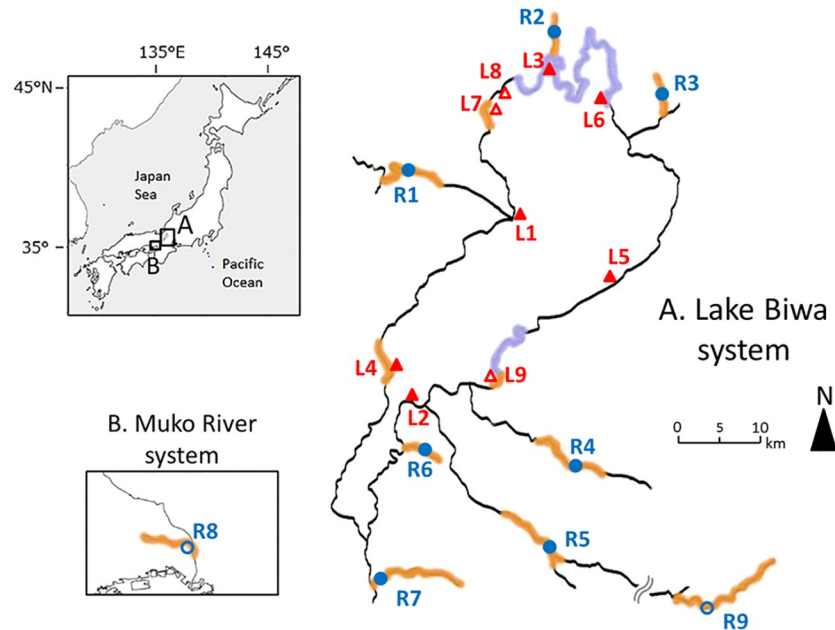 135°E
145°
45°N
35°
Japan
Sea
A
B
Pacific
Ocean
R2
L3
L8
L7
L6
R3
R1
L1
L5
A. Lake Biwa
system
L4
L9
L2
N
0 5 10
km
B. Muko River
system
R8
R6
R4
R5
R7
R9